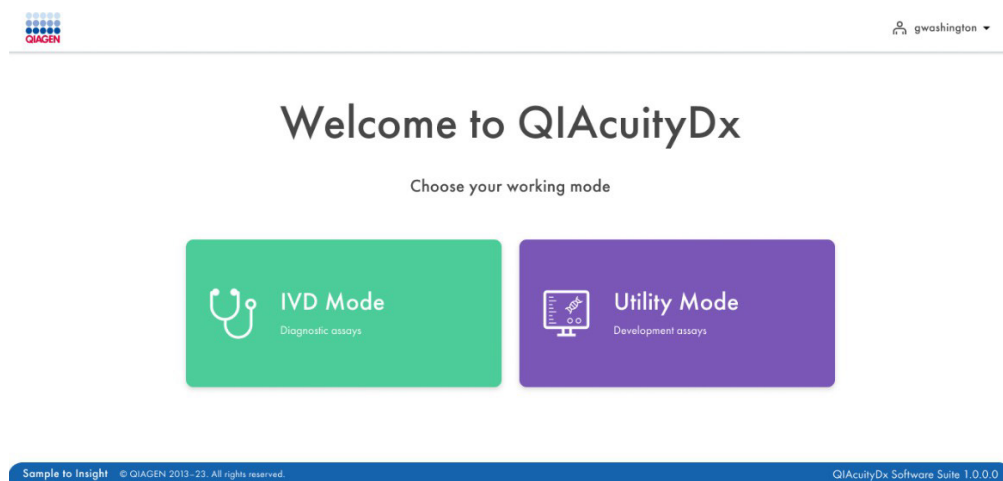 QIAGEN
gwashington
Welcome to QIAcuityDx
Choose your working mode
IVD Mode
Diagnostic assays
Utility Mode
Development assays
Sample to Insight © QIAGEN 2013–23. All rights reserved. QIAcuityDx Software Suite 1.0.0.0